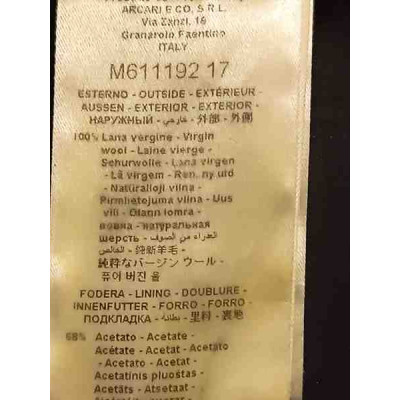 ARCARI E CO. S.R.L.
Via Zanzi, 16
Granarolo Faentino
ITALY
M611192 17
ESTERNO - OUTSIDE - EXTÉRIEUR -
AUSSEN - EXTERIOR - EXTERIOR -
НАРУЖНЫЙ - خارجي - 外部 - 外側
100% Lana vergine - Virgin
wool - Laine vierge -
Schurwolle - Lana virgen
- Lã virgem - Ren, ny uld
- Natūralioji vilna -
Pirmlietojuma vilna - Uus
vill - Olann lomra -
вовна - натуральная
шерсть - العذراء من الصوف
الخالص - 纯新羊毛 -
純粋なバージン ウール -
퓨어 버진 울
FODERA - LINING - DOUBLURE -
INNENFUTTER - FORRO - FORRO -
ПОДКЛАДКА - بطانة - 里料 - 裏地
68% Acetato - Acetate -
Acétate - Acetat - Acetato
- Acetato - Acetat -
Acetatinis pluoštas -
Acetāts - Atsetaat -